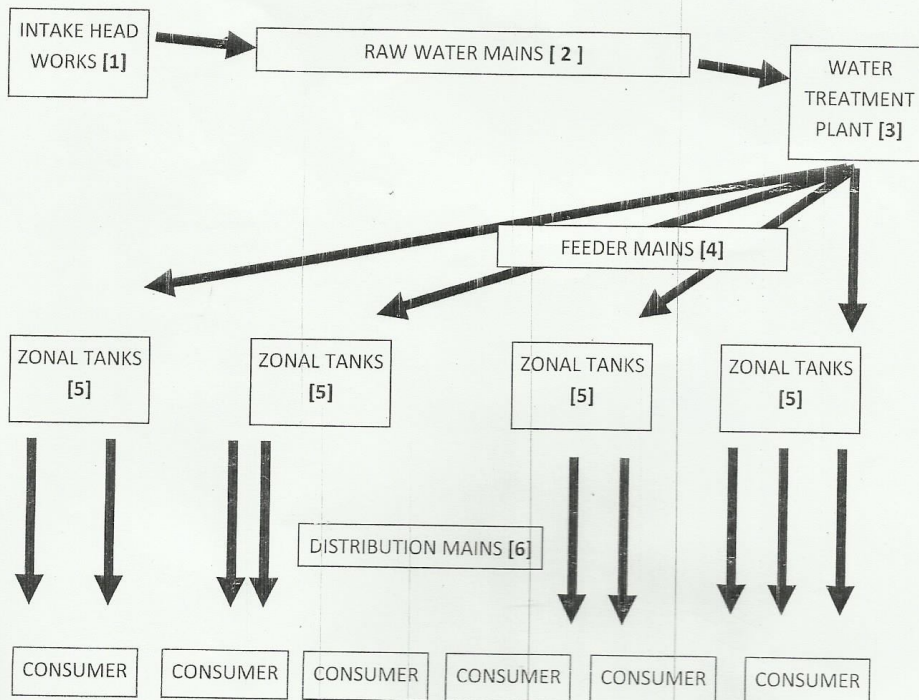 INTAKE HEAD
WORKS [1]
RAW WATER MAINS [ 2 ]
WATER
TREATMENT
PLANT [3]
FEEDER MAINS [4]
ZONAL TANKS
[5]
ZONAL TANKS
[5]
ZONAL TANKS
[5]
ZONAL TANKS
[5]
DISTRIBUTION MAINS [6]
CONSUMER
CONSUMER
CONSUMER
CONSUMER
CONSUMER
CONSUMER